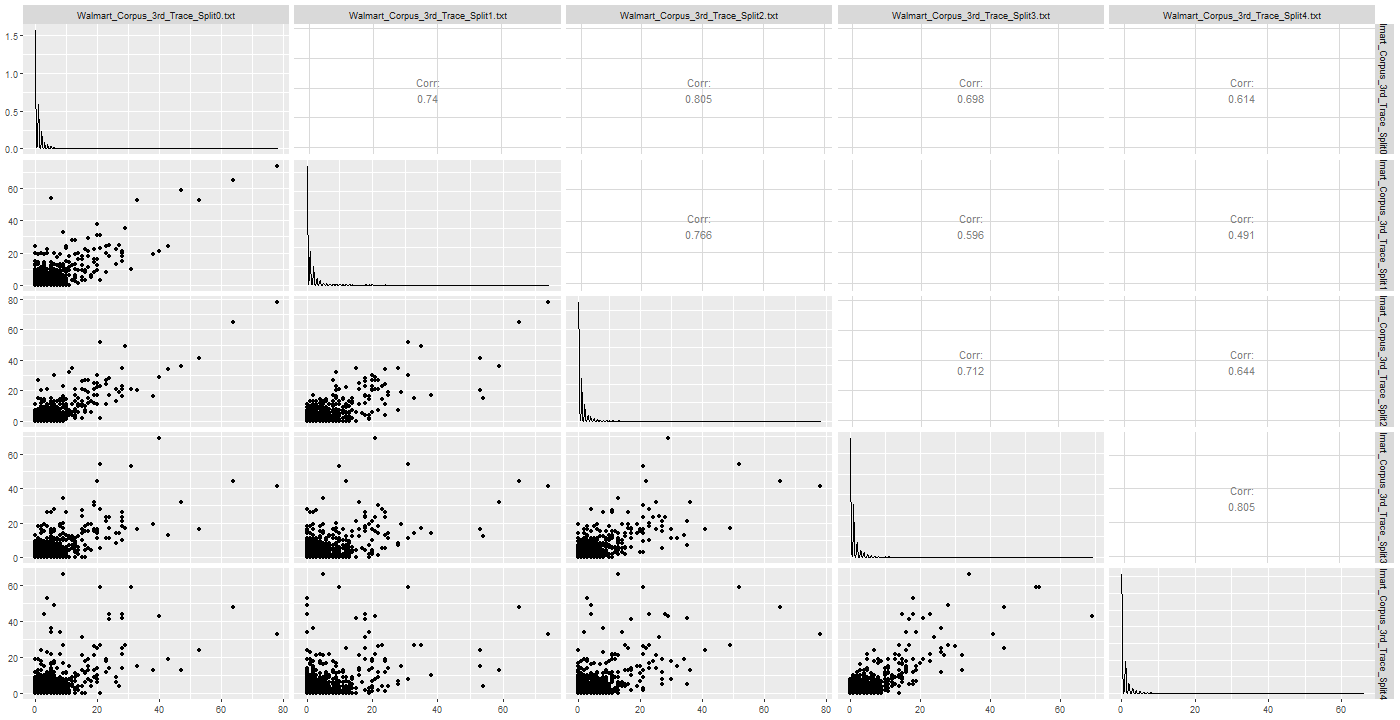 Walmart_Corpus_3rd_Trace_Split0.txt Walmart_Corpus_3rd_Trace_Split1.txt Walmart_Corpus_3rd_Trace_Split2.txt Walmart_Corpus_3rd_Trace_Split3.txt Walmart_Corpus_3rd_Trace_Split4.txt
1.5
1.0
0.5
0.0
Corr:
0.74
Corr:
0.805
Corr:
0.698
Corr:
0.614
lmart_Corpus_3rd_Trace_Split0
60
40
20
0
Corr:
0.766
Corr:
0.596
Corr:
0.491
lmart_Corpus_3rd_Trace_Split1
80
60
40
20
0
Corr:
0.712
Corr:
0.644
lmart_Corpus_3rd_Trace_Split2
60
40
20
0
Corr:
0.805
lmart_Corpus_3rd_Trace_Split3
60
40
20
0
lmart_Corpus_3rd_Trace_Split4
0 20 40 60 80 0 20 40 60 0 20 40 60 80 0 20 40 60 0 20 40 60